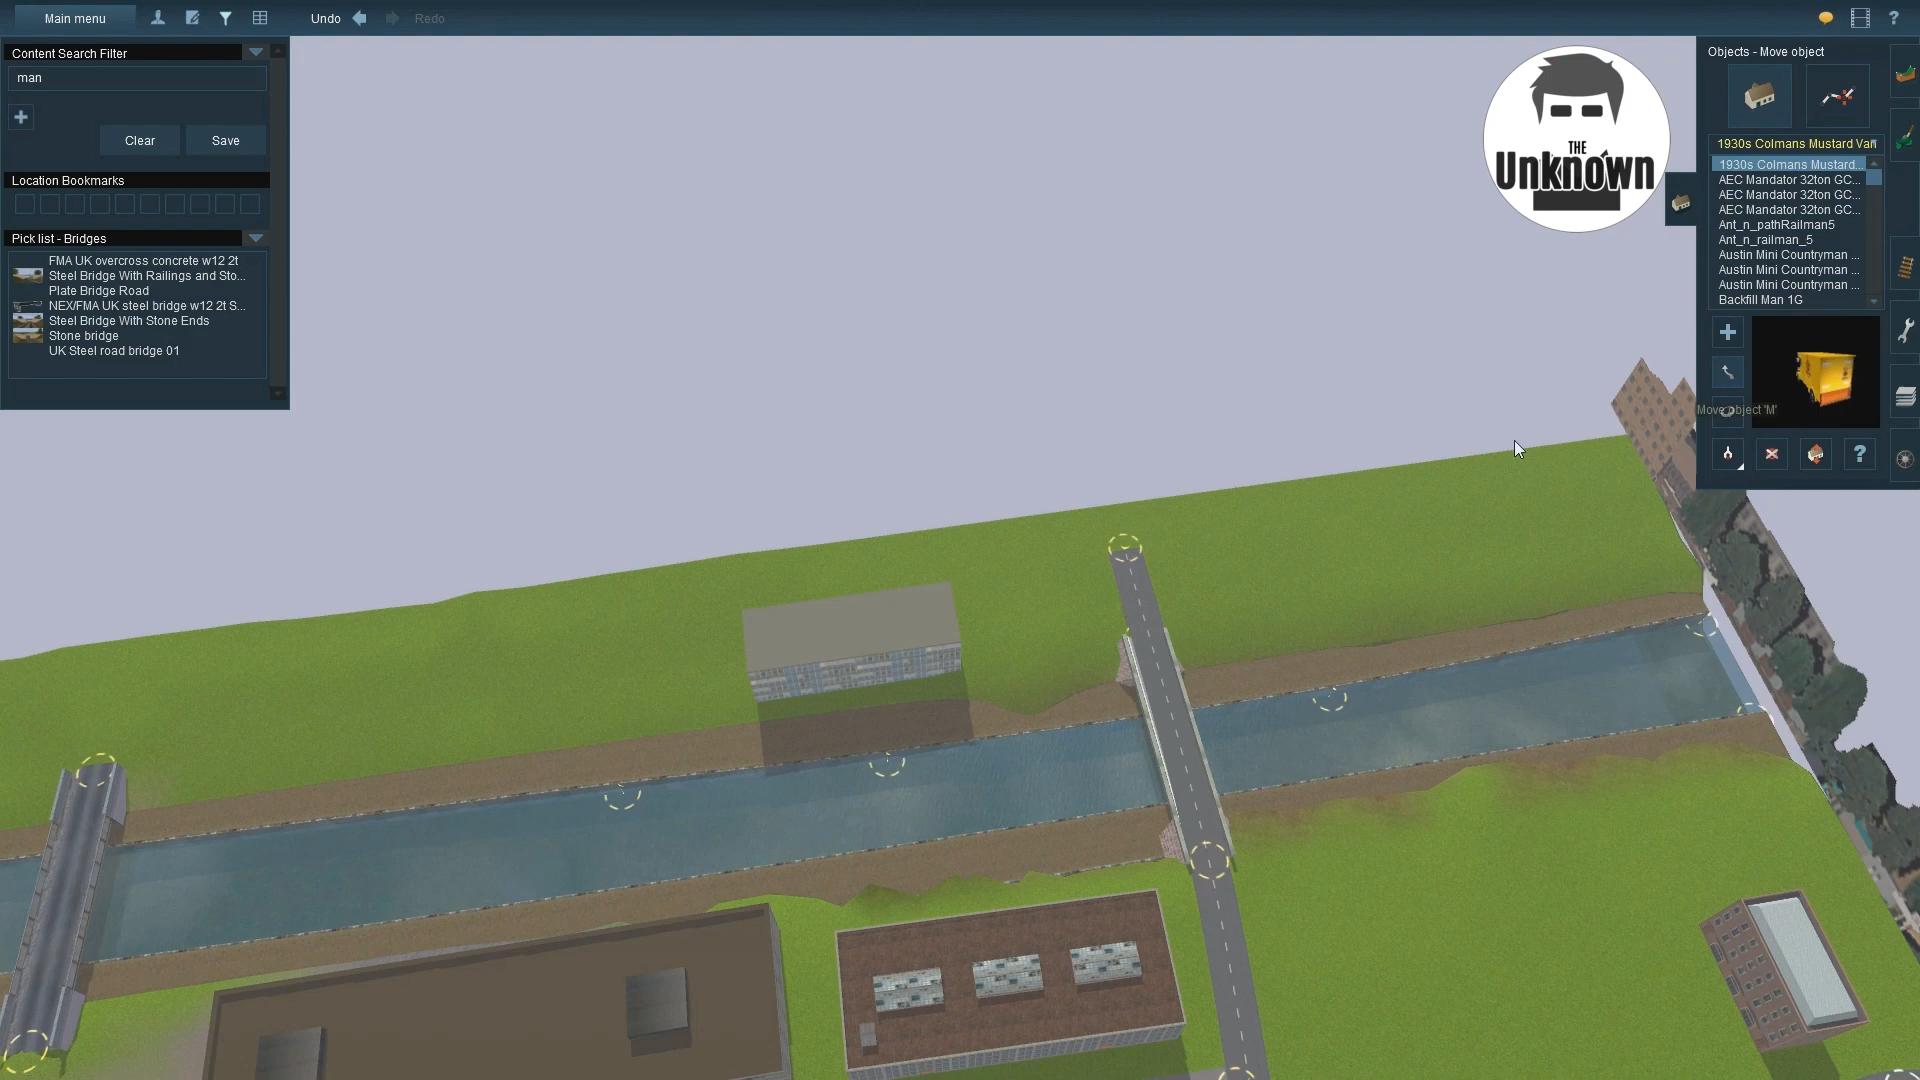 Main menu
Undo
Redo
?
Content Search Filter
man
Clear
Save
Location Bookmarks
Pick list - Bridges
FMA UK overcross concrete w12 2t
Steel Bridge With Railings and Sto...
Plate Bridge Road
NEX/FMA UK steel bridge w12 2t S...
Steel Bridge With Stone Ends
Stone bridge
UK Steel road bridge 01
THE
Unknown
Objects - Move object
1930s Colmans Mustard Van
1930s Colmans Mustard...
AEC Mandator 32ton GC...
AEC Mandator 32ton GC...
AEC Mandator 32ton GC...
Ant_n_pathRailman5
Ant_n_railman_5
Austin Mini Countryman ...
Austin Mini Countryman ...
Austin Mini Countryman ...
Backfill Man 1G
Move object 'M'
?